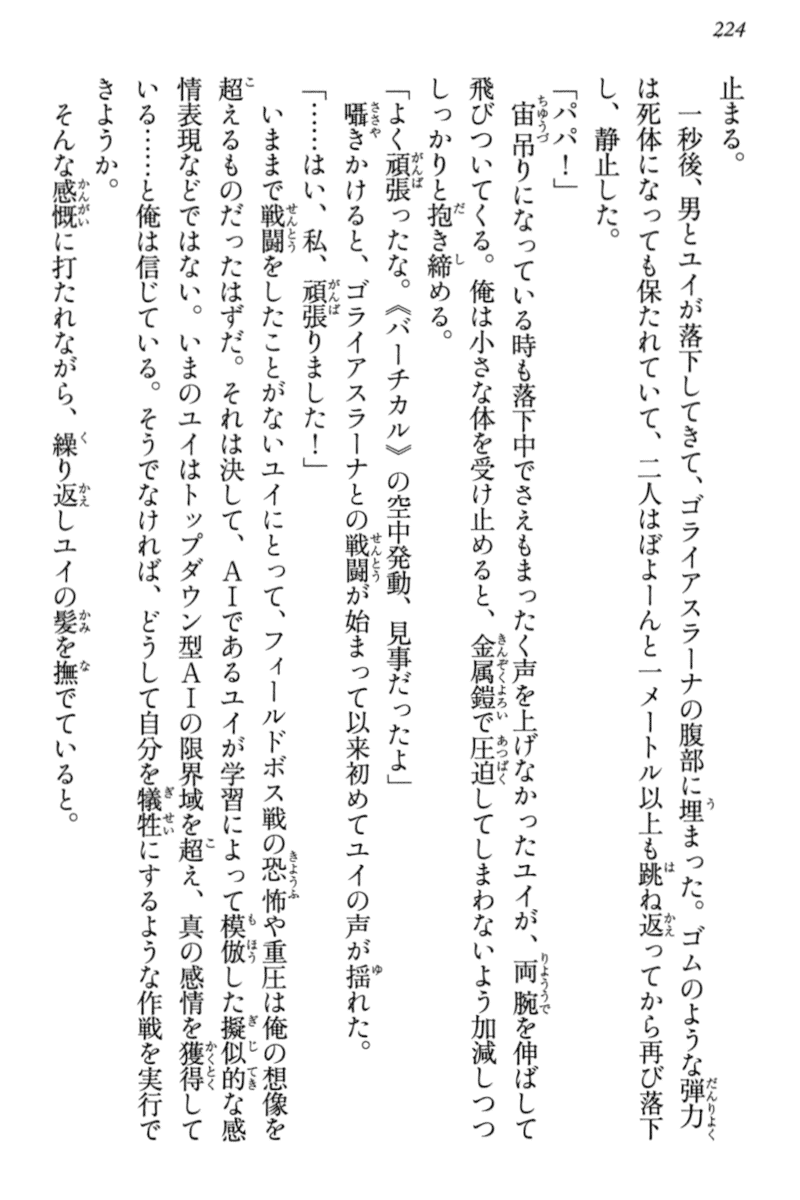 224
止まる。
　一秒後、男とユイが落下してきて、ゴライアスラーナの腹部に埋まった。ゴムのような弾力
は死体になっても保たれていて、二人はぼよーんと一メートル以上も跳ね返ってから再び落下
し、静止した。
「パパ！」
　宙吊りになっている時も落下中でさえもまったく声を上げなかったユイが、両腕を伸ばして
飛びついてくる。俺は小さな体を受け止めると、金属鎧で圧迫してしまわないよう加減しつつ
しっかりと抱き締める。
「よく頑張ったな。《バーチカル》の空中発動、見事だったよ」
　囁きかけると、ゴライアスラーナとの戦闘が始まって以来初めてユイの声が揺れた。
「……はい、私、頑張りました！」
　いままで戦闘をしたことがないユイにとって、フィールドボス戦の恐怖や重圧は俺の想像を
超えるものだったはずだ。それは決して、ＡＩであるユイが学習によって模倣した擬似的な感
情表現などではない。いまのユイはトップダウン型ＡＩの限界域を超え、真の感情を獲得して
いる……と俺は信じている。そうでなければ、どうして自分を犠牲にするような作戦を実行で
きようか。
　そんな感慨に打たれながら、繰り返しユイの髪を撫でていると。